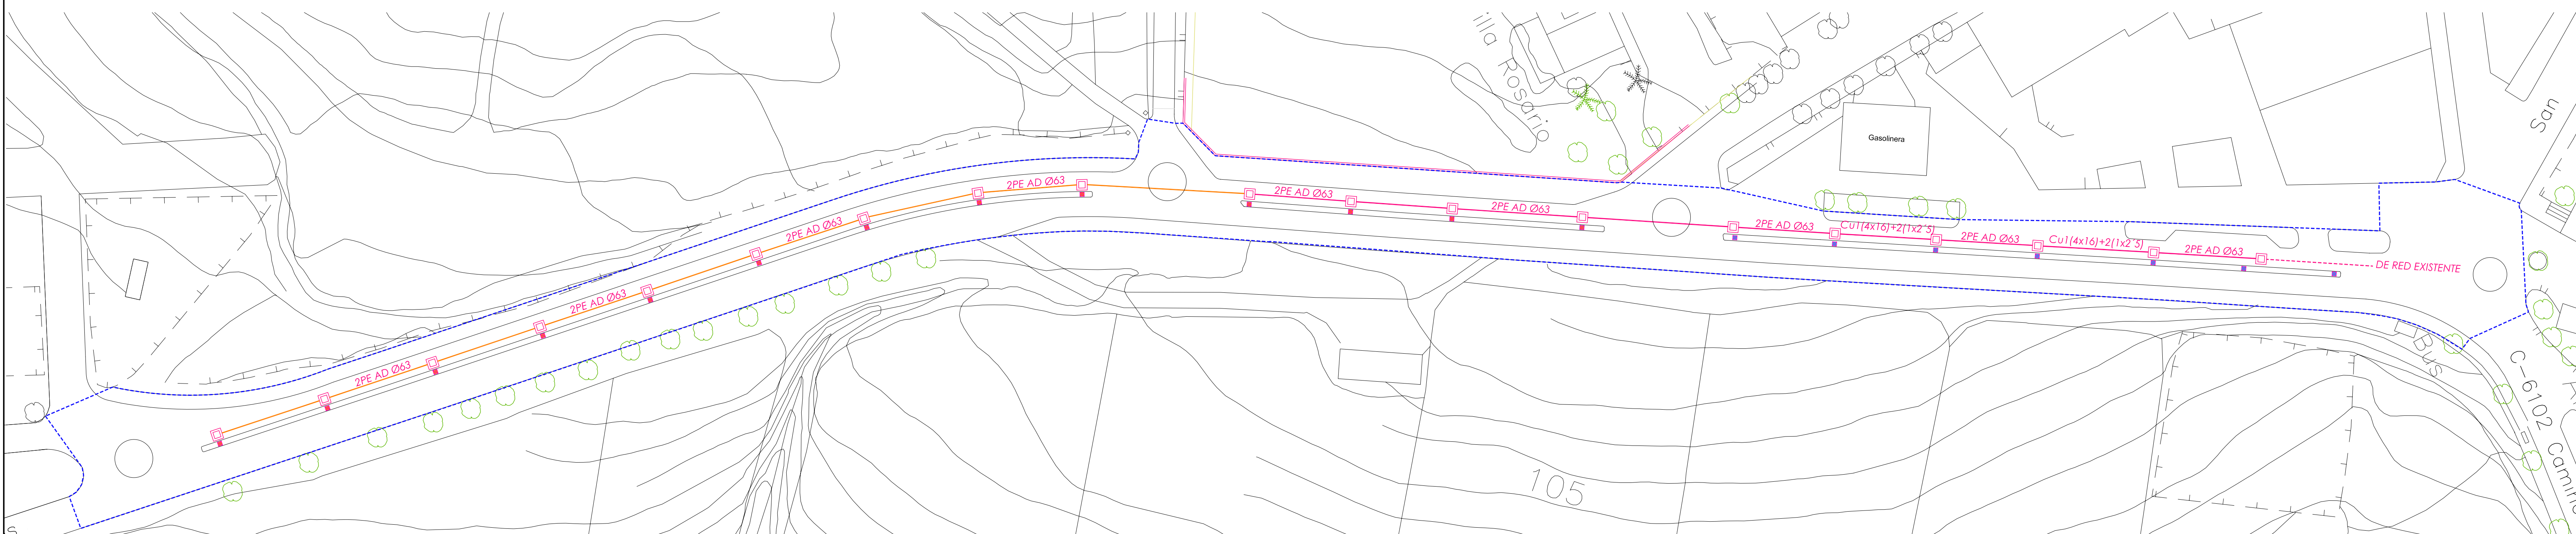 2PE AD Ø63
2PE AD Ø63
2PE AD Ø63
2PE AD Ø63
2PE AD Ø63
2PE AD Ø63
2PE AD Ø63
Cu1(4x16)+2(1x2´5)
2PE AD Ø63
Cu1(4x16)+2(1x2´5)
2PE AD Ø63
DE RED EXISTENTE
Gasolinera
Rosario
San
Bis
C-6102 Camin
105